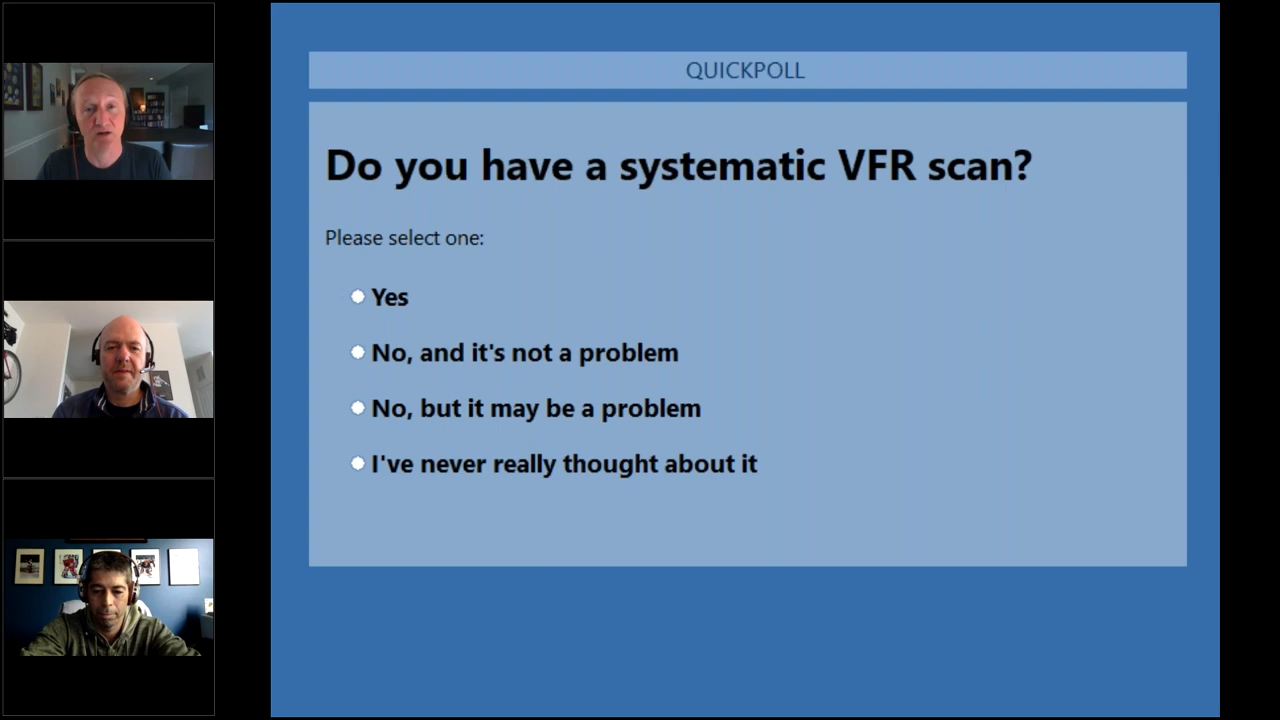 QUICKPOLL
Do you have a systematic VFR scan?
Please select one:
Yes
No, and it's not a problem
No, but it may be a problem
I've never really thought about it